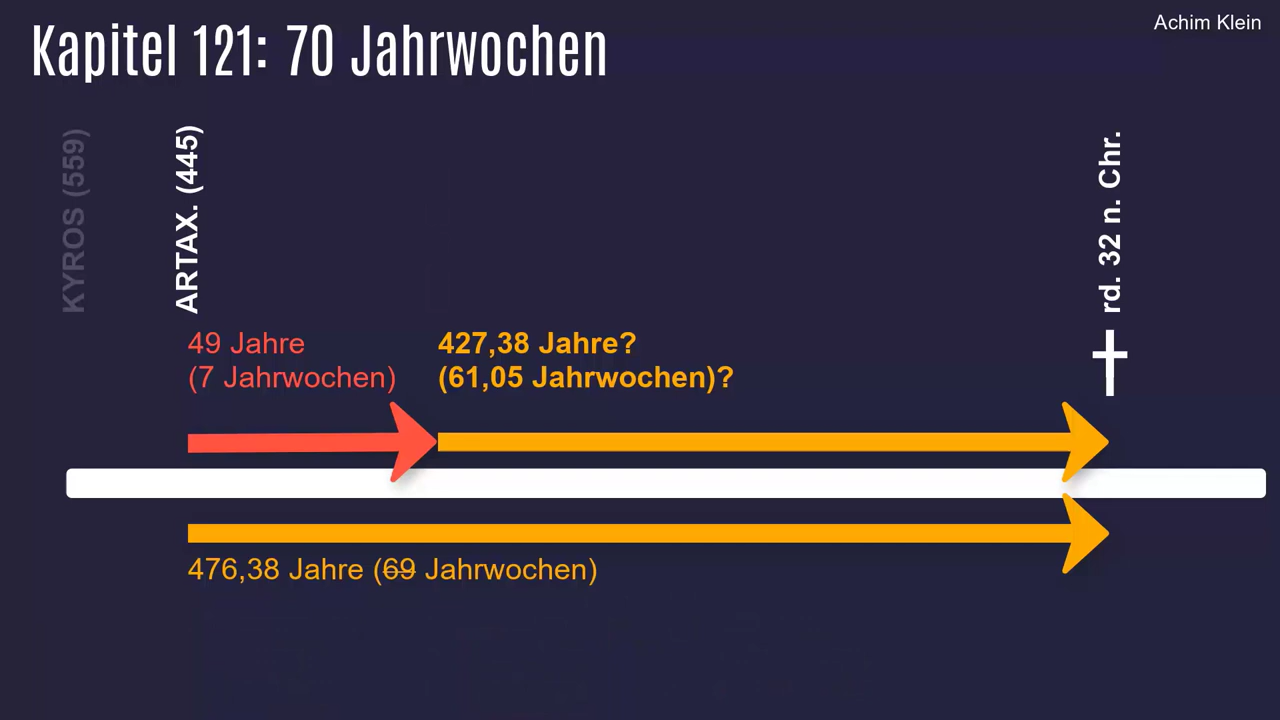 Achim Klein
Kapitel 121: 70 Jahrwochen
KYROS (559)
ARTAX. (445)
rd. 32 n. Chr.
49 Jahre
(7 Jahrwochen)
427,38 Jahre?
(61,05 Jahrwochen)?
476,38 Jahre (69 Jahrwochen)